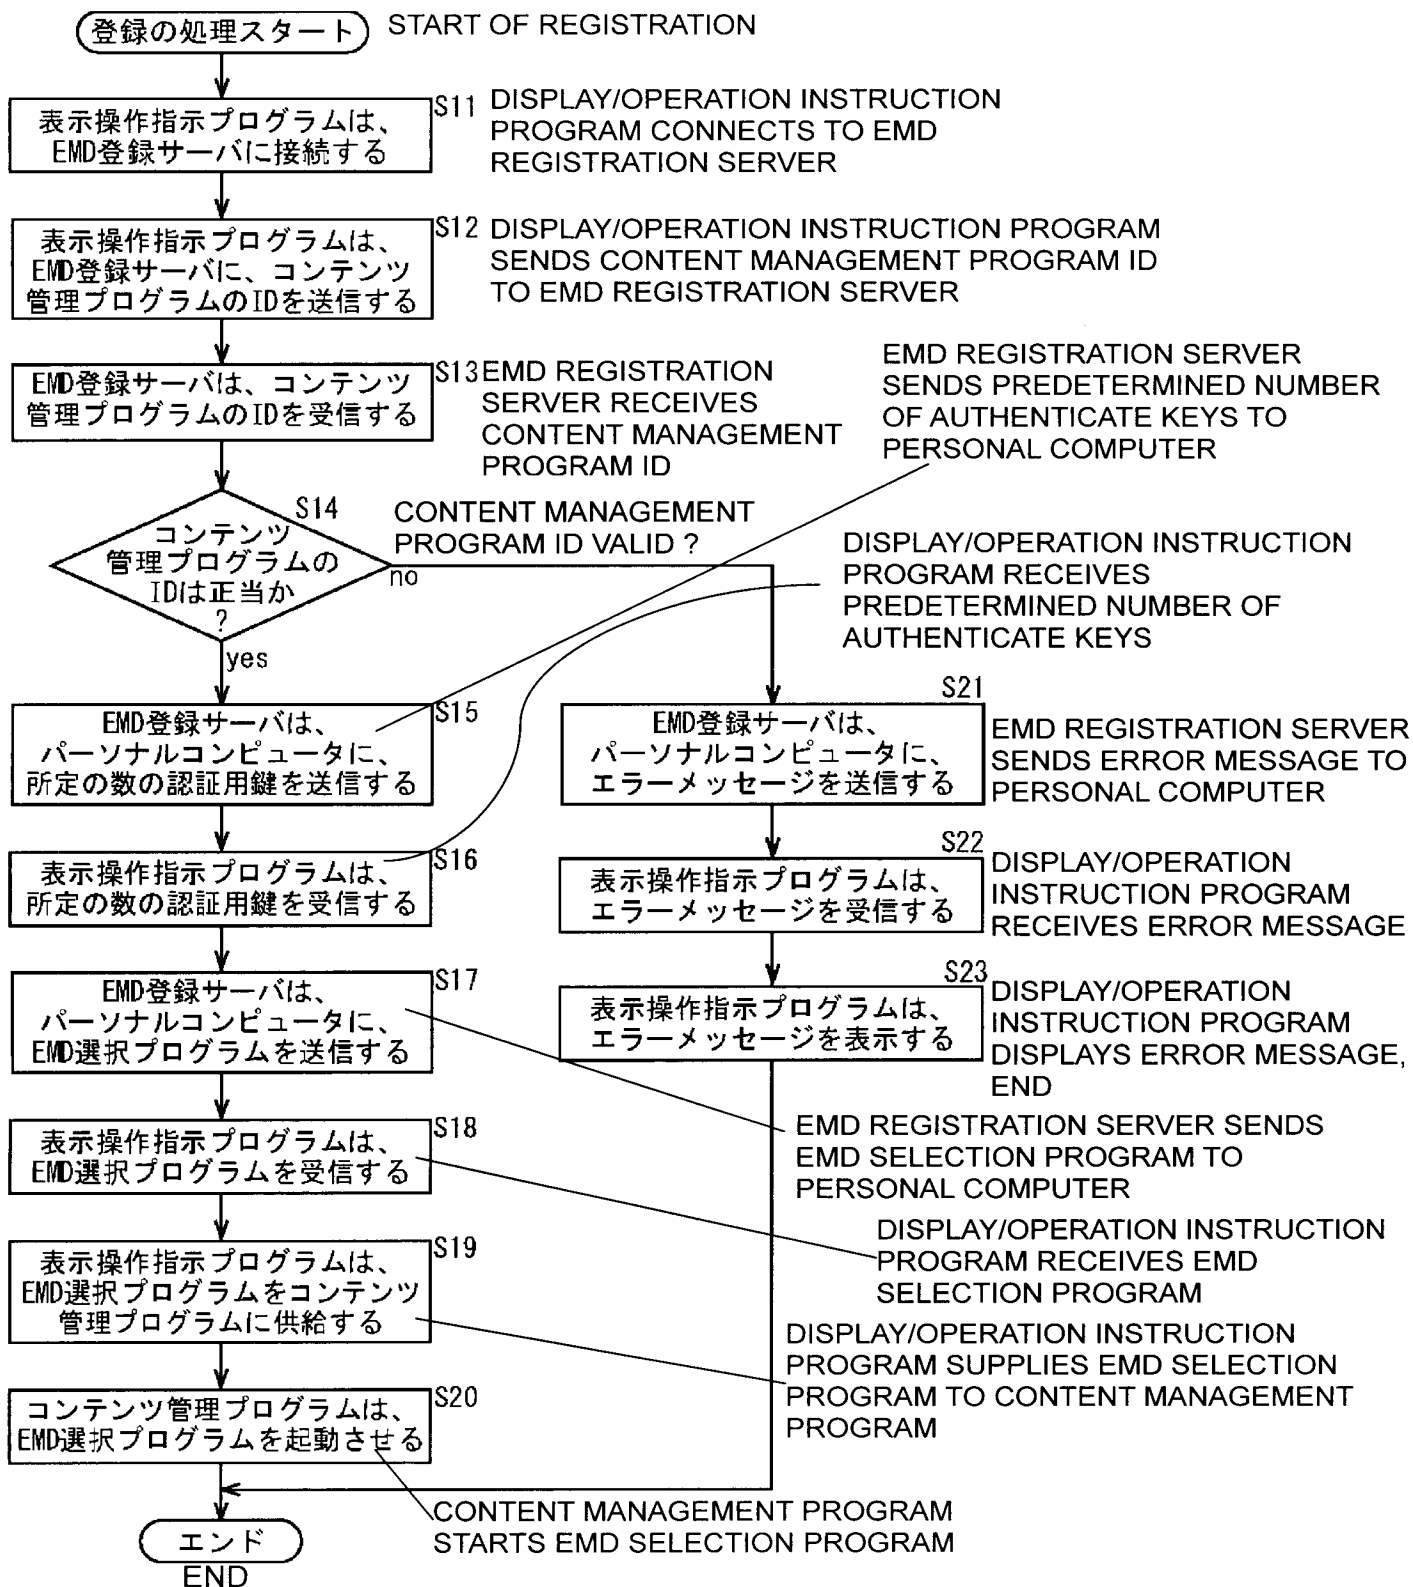 登録の処理スタート
START OF REGISTRATION
表示操作指示プログラムは、
EMD登録サーバに接続する
S11
DISPLAY/OPERATION INSTRUCTION
PROGRAM CONNECTS TO EMD
REGISTRATION SERVER
表示操作指示プログラムは、
EMD登録サーバに、コンテンツ
管理プログラムのIDを送信する
S12
DISPLAY/OPERATION INSTRUCTION PROGRAM
SENDS CONTENT MANAGEMENT PROGRAM ID
TO EMD REGISTRATION SERVER
EMD登録サーバは、コンテンツ
管理プログラムのIDを受信する
S13
EMD REGISTRATION
SERVER RECEIVES
CONTENT MANAGEMENT
PROGRAM ID
EMD REGISTRATION SERVER
SENDS PREDETERMINED NUMBER
OF AUTHENTICATE KEYS TO
PERSONAL COMPUTER
S14
コンテンツ
管理プログラムの
IDは正当か
?
CONTENT MANAGEMENT
PROGRAM ID VALID ?
no
yes
DISPLAY/OPERATION INSTRUCTION
PROGRAM RECEIVES
PREDETERMINED NUMBER OF
AUTHENTICATE KEYS
EMD登録サーバは、
パーソナルコンピュータに、
所定の数の認証用鍵を送信する
S15
S21
EMD登録サーバは、
パーソナルコンピュータに、
エラーメッセージを送信する
EMD REGISTRATION SERVER
SENDS ERROR MESSAGE TO
PERSONAL COMPUTER
表示操作指示プログラムは、
所定の数の認証用鍵を受信する
S16
S22
表示操作指示プログラムは、
エラーメッセージを受信する
DISPLAY/OPERATION
INSTRUCTION PROGRAM
RECEIVES ERROR MESSAGE
EMD登録サーバは、
パーソナルコンピュータに、
EMD選択プログラムを送信する
S17
S23
表示操作指示プログラムは、
エラーメッセージを表示する
DISPLAY/OPERATION
INSTRUCTION PROGRAM
DISPLAYS ERROR MESSAGE,
END
表示操作指示プログラムは、
EMD選択プログラムを受信する
S18
EMD REGISTRATION SERVER SENDS
EMD SELECTION PROGRAM TO
PERSONAL COMPUTER
表示操作指示プログラムは、
EMD選択プログラムをコンテンツ
管理プログラムに供給する
S19
DISPLAY/OPERATION INSTRUCTION
PROGRAM RECEIVES EMD
SELECTION PROGRAM
DISPLAY/OPERATION INSTRUCTION
PROGRAM SUPPLIES EMD SELECTION
PROGRAM TO CONTENT MANAGEMENT
PROGRAM
コンテンツ管理プログラムは、
EMD選択プログラムを起動させる
S20
CONTENT MANAGEMENT PROGRAM
STARTS EMD SELECTION PROGRAM
エンド
END